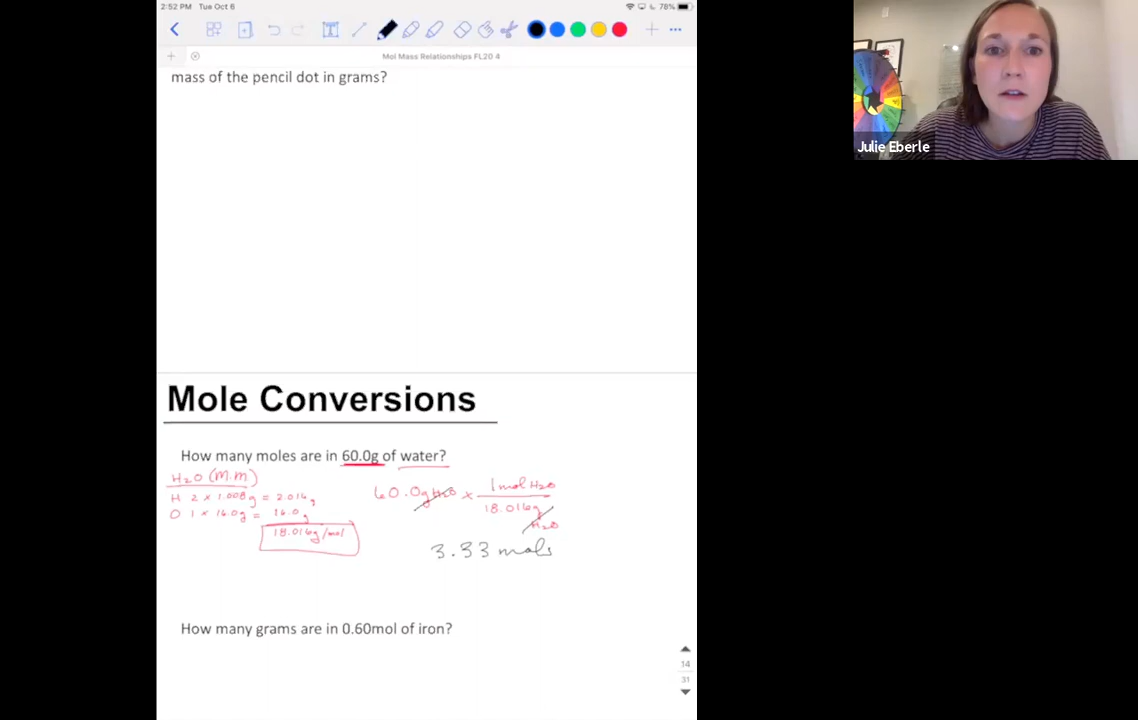 2:52 PM Tue Oct 6
78%
Mol Mass Relationships FL20 4
mass of the pencil dot in grams?
Julie Eberle
Mole Conversions
How many moles are in 60.0g of water?
H2O (M.M)
H 2 x 1.008g = 2.016g
O 1 x 16.0g = 16.0g
18.016g/mol
60.0g H2O x 1 mol H2O
18.016g H2O
3.33 mols
How many grams are in 0.60mol of iron?
14
31